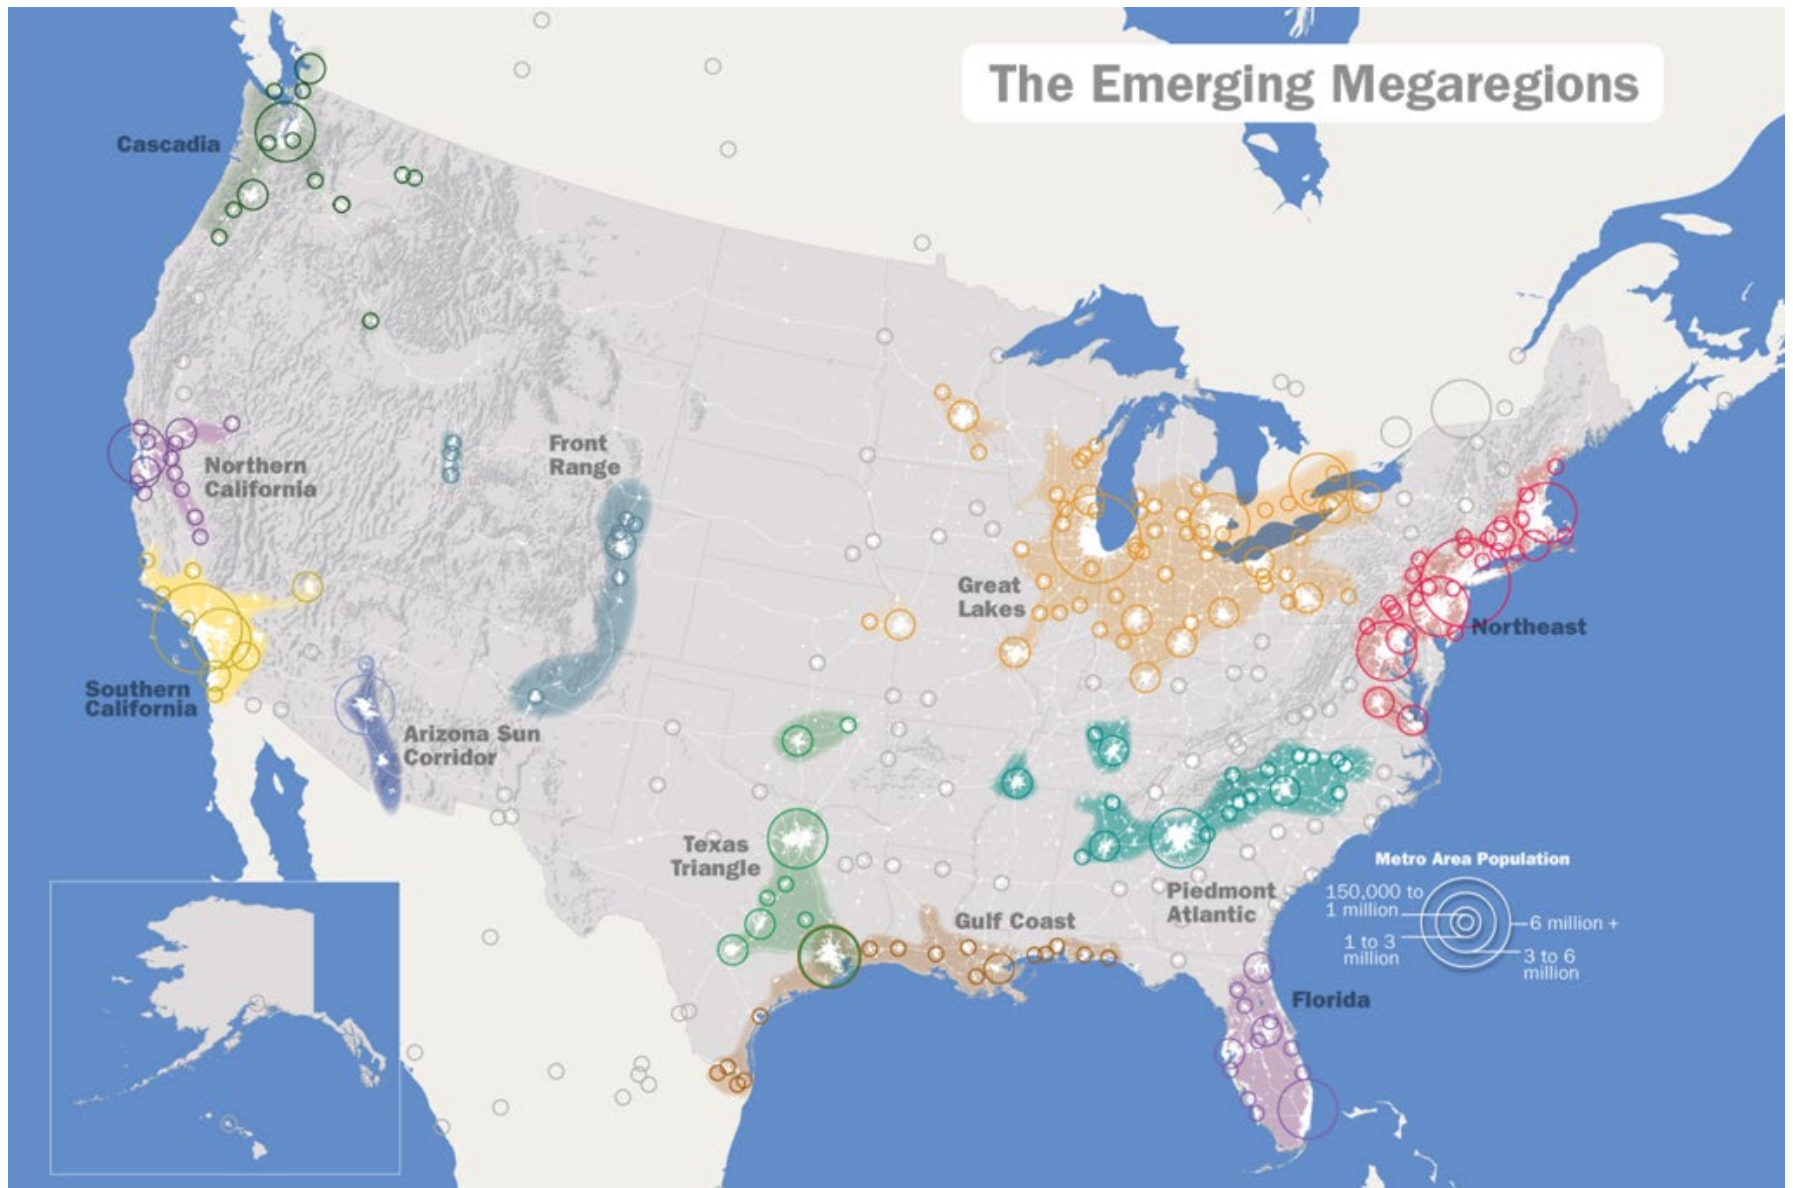 The Emerging Megaregions
Cascadia
Northern
California
Front
Range
Great
Lakes
Northeast
Southern
California
Arizona Sun
Corridor
Texas
Triangle
Piedmont
Atlantic
Gulf Coast
Florida
Metro Area Population
150,000 to
1 million
6 million +
1 to 3
million
3 to 6
million